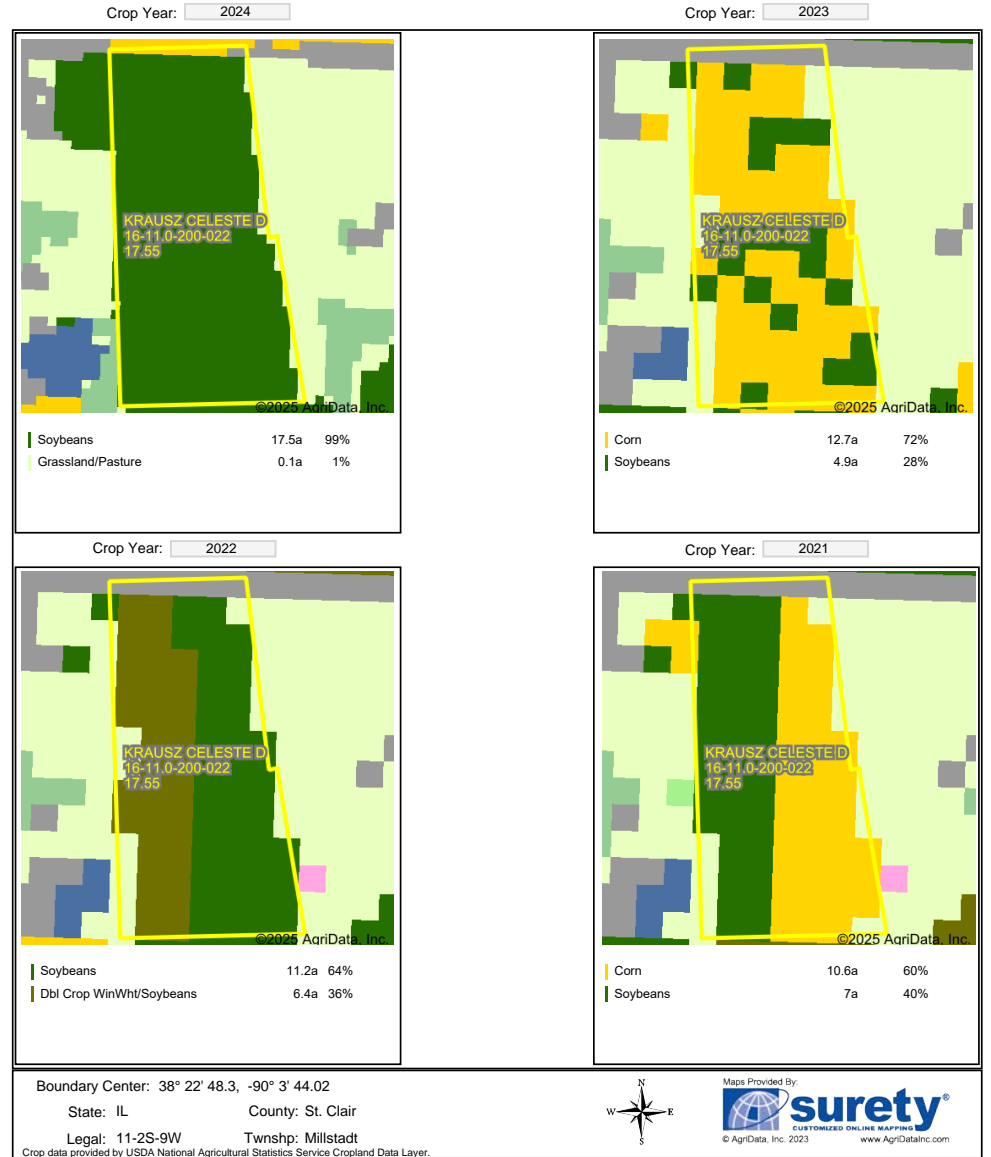 Crop Year: 2024
Crop Year: 2023
KRAUSZ CELESTE D
16-11.0-200-022
17.55
©2025 AgriData, Inc.
Soybeans 17.5a 99%
Grassland/Pasture 0.1a 1%
KRAUSZ CELESTE D
16-11.0-200-022
17.55
©2025 AgriData, Inc.
Corn 12.7a 72%
Soybeans 4.9a 28%
Crop Year: 2022
Crop Year: 2021
KRAUSZ CELESTE D
16-11.0-200-022
17.55
©2025 AgriData, Inc.
Soybeans 11.2a 64%
Dbl Crop WinWht/Soybeans 6.4a 36%
KRAUSZ CELESTE D
16-11.0-200-022
17.55
©2025 AgriData, Inc.
Corn 10.6a 60%
Soybeans 7a 40%
Boundary Center: 38° 22' 48.3, -90° 3' 44.02
State: IL County: St. Clair
Legal: 11-2S-9W Twnshp: Millstadt
Crop data provided by USDA National Agricultural Statistics Service Cropland Data Layer.
N
W E
S
Maps Provided By:
surety®
CUSTOMIZED ONLINE MAPPING
© AgriData, Inc. 2023 www.AgriDataInc.com